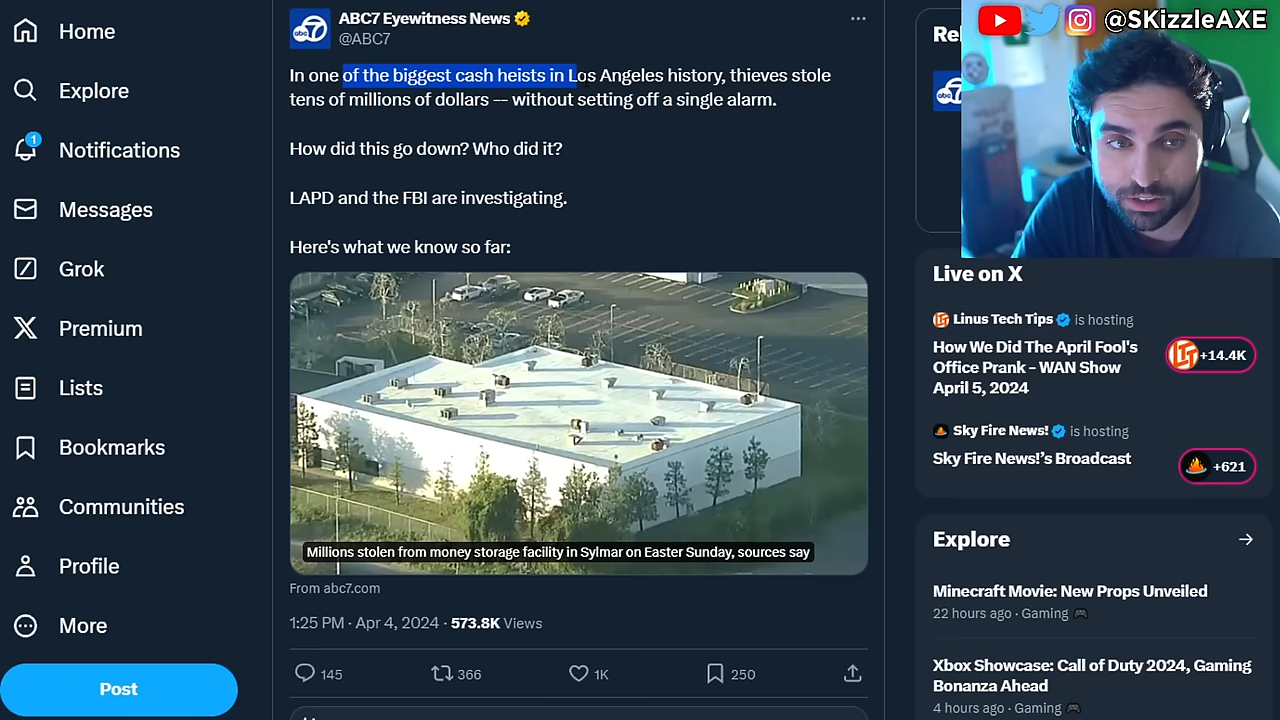 Home
Explore
Notifications
1
Messages
Grok
Premium
Lists
Bookmarks
Communities
Profile
More
Post
ABC7 Eyewitness News
@ABC7
In one of the biggest cash heists in Los Angeles history, thieves stole
tens of millions of dollars -- without setting off a single alarm.
How did this go down? Who did it?
LAPD and the FBI are investigating.
Here's what we know so far:
Millions stolen from money storage facility in Sylmar on Easter Sunday, sources say
From abc7.com
1:25 PM · Apr 4, 2024 · 573.8K Views
145
366
1K
250
@SKizzleAXE
Live on X
Linus Tech Tips is hosting
How We Did The April Fool's
Office Prank - WAN Show
April 5, 2024
+14.4K
Sky Fire News! is hosting
Sky Fire News!'s Broadcast
+621
Explore
Minecraft Movie: New Props Unveiled
22 hours ago · Gaming
Xbox Showcase: Call of Duty 2024, Gaming
Bonanza Ahead
4 hours ago · Gaming